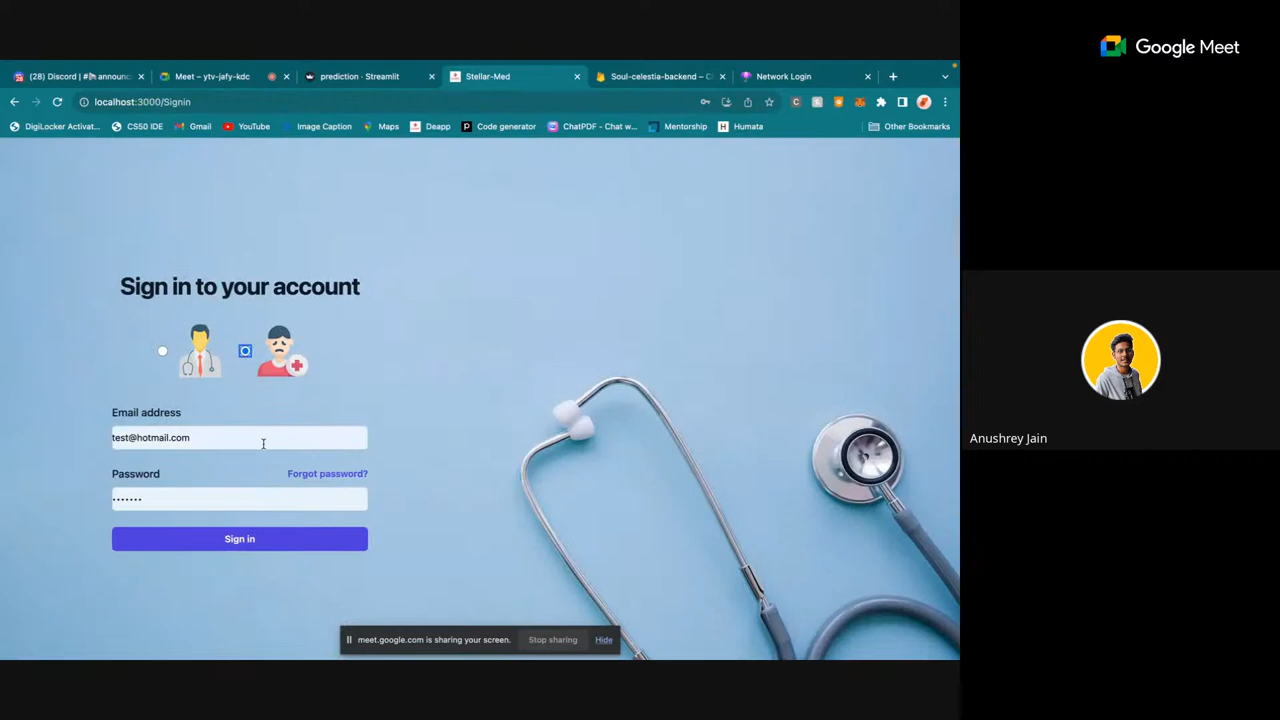 Google Meet
(28) Discord | #
announc
Meet – ytv-jafy-kdc
prediction · Streamlit
Stellar-Med
Soul-celestia-backend – C
Network Login
localhost:3000/Signin
DigiLocker Activat...
CS50 IDE
Gmail
YouTube
Image Caption
Maps
Deapp
Code generator
ChatPDF - Chat w...
Mentorship
Humata
Other Bookmarks
Sign in to your account
Email address
test@hotmail.com
Password
Forgot password?
Sign in
meet.google.com is sharing your screen.
Stop sharing
Hide
Anushrey Jain